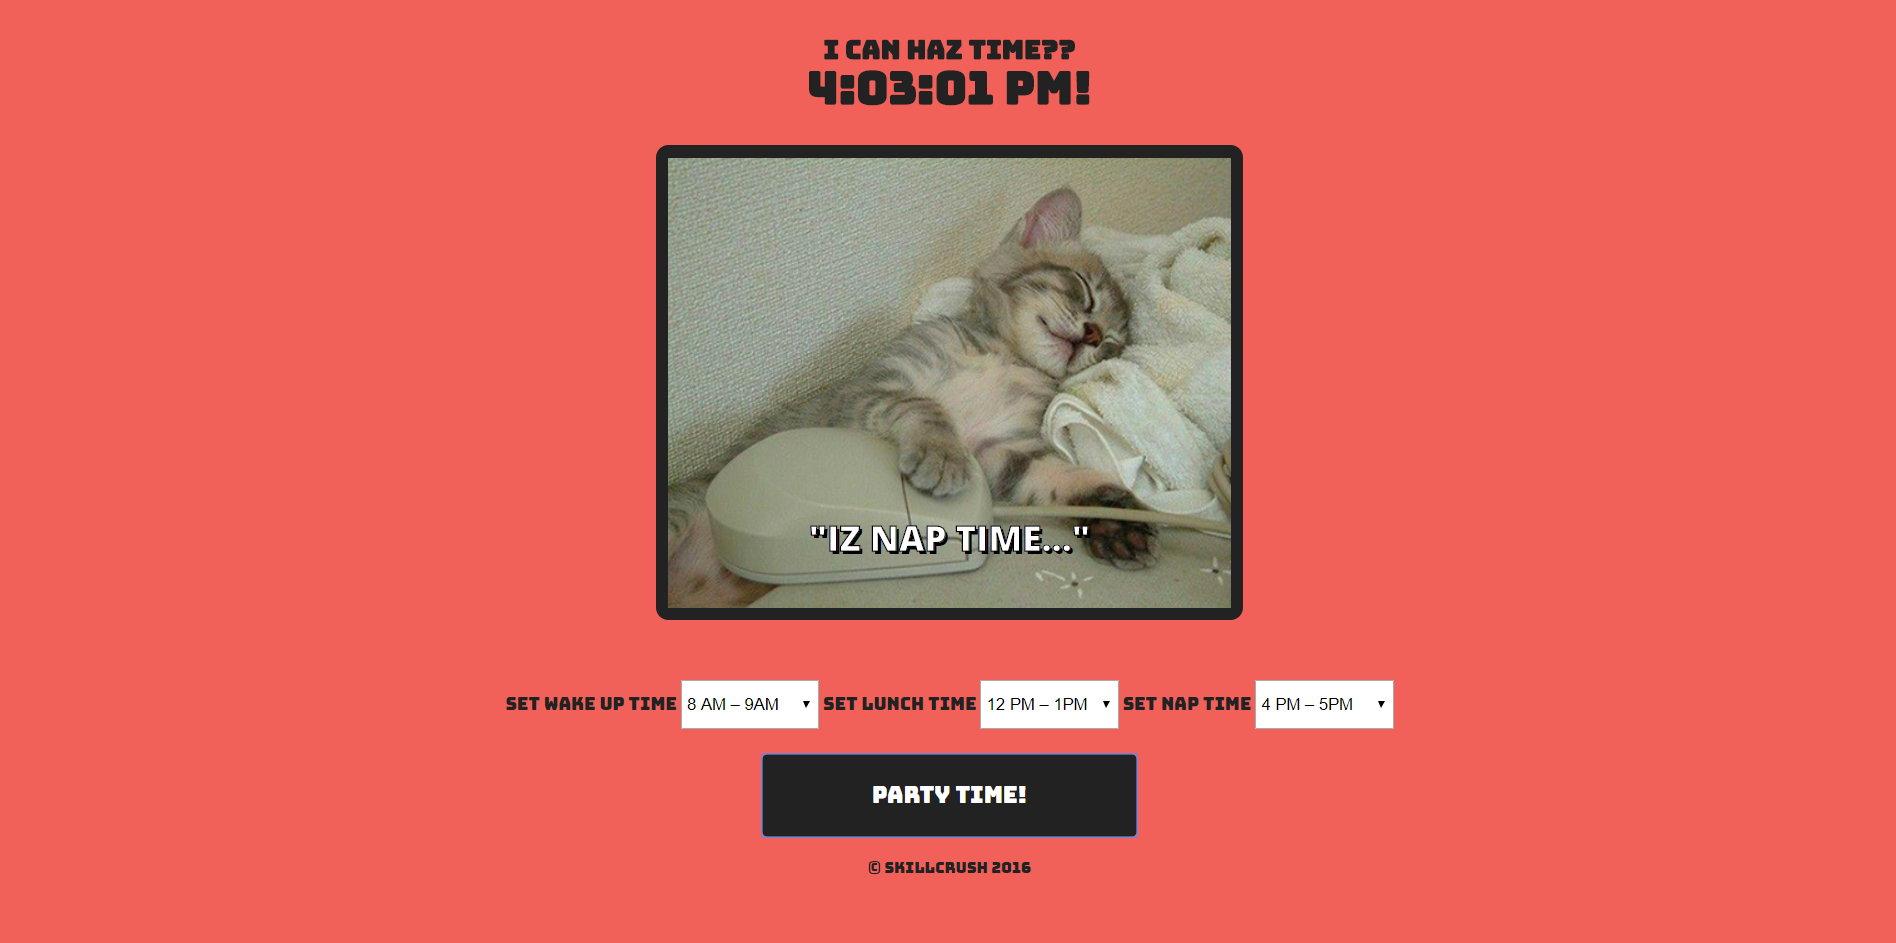 I CAN HAZ TIME??
4:03:01 PM!
"IZ NAP TIME..."
SET WAKE UP TIME 8 AM – 9AM SET LUNCH TIME 12 PM – 1PM SET NAP TIME 4 PM – 5PM
PARTY TIME!
© SKILLCRUSH 2016